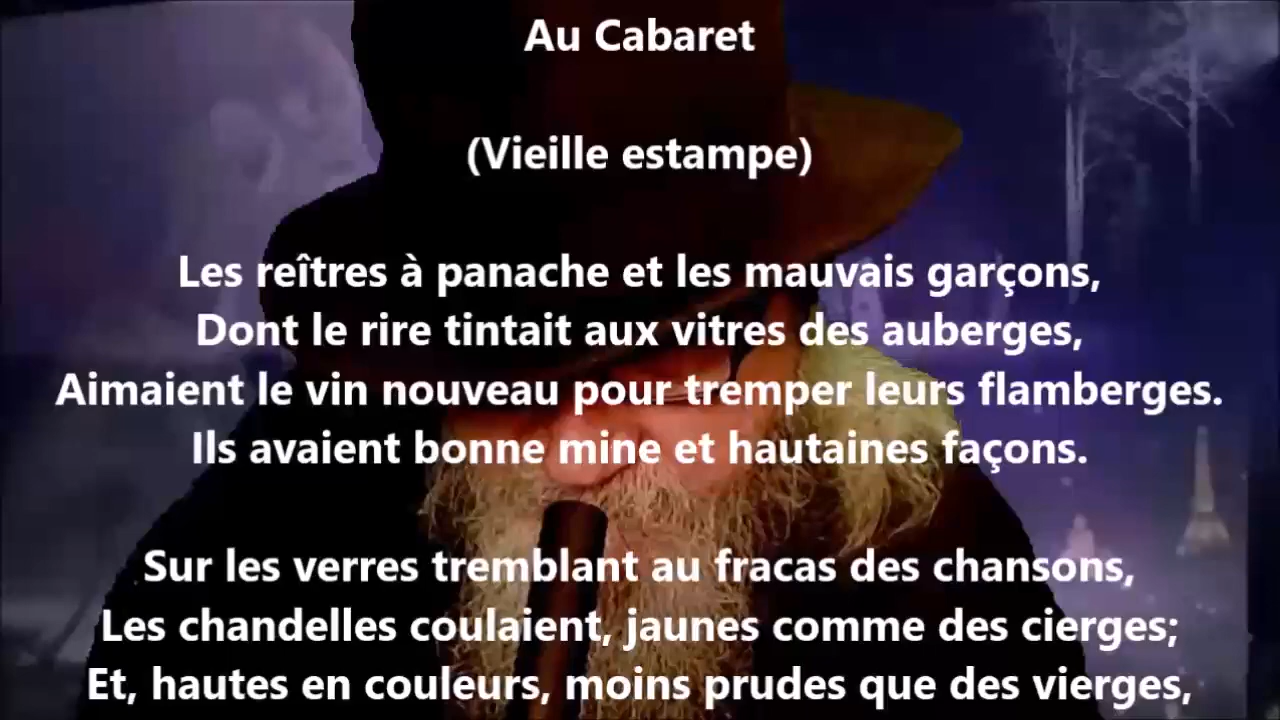 Au Cabaret
(Vieille estampe)
Les reîtres à panache et les mauvais garçons,
Dont le rire tintait aux vitres des auberges,
Aimaient le vin nouveau pour tremper leurs flamberges.
Ils avaient bonne mine et hautaines façons.
Sur les verres tremblant au fracas des chansons,
Les chandelles coulaient, jaunes comme des cierges;
Et, hautes en couleurs, moins prudes que des vierges,